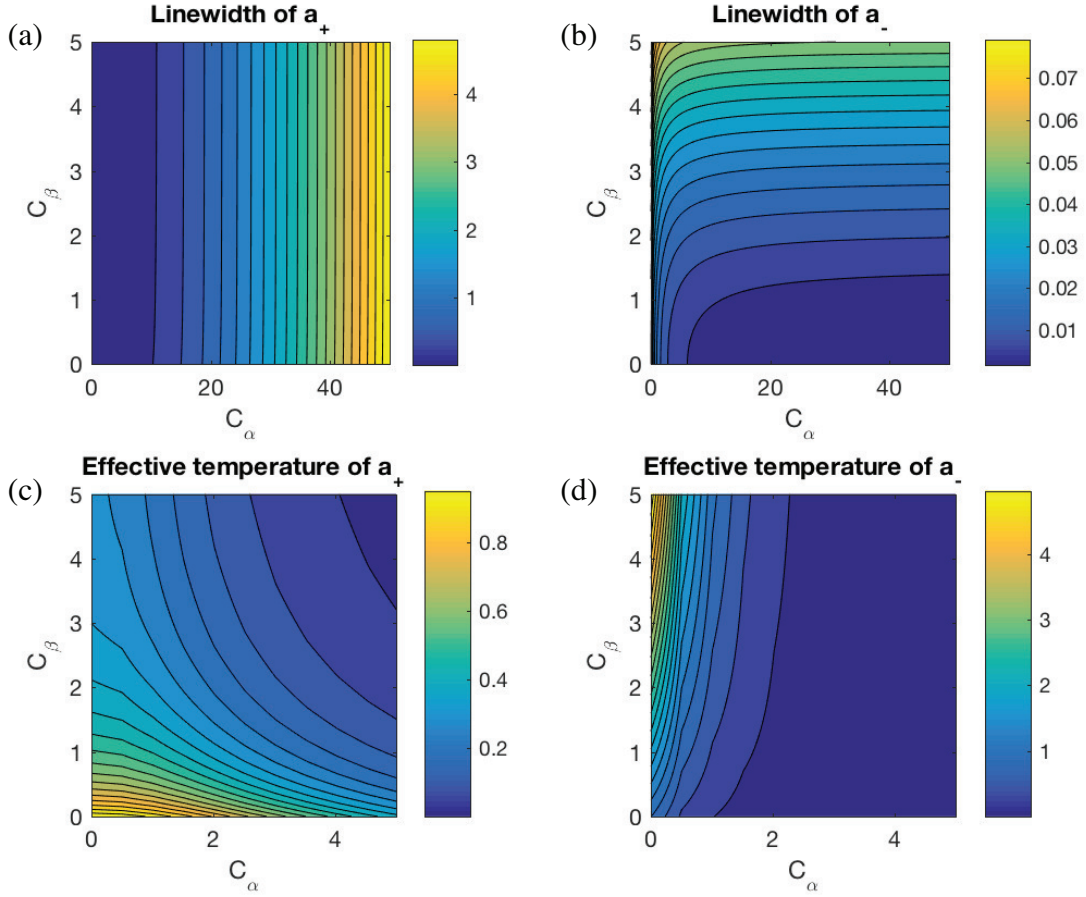 (a)
Linewidth of a+
5
4
3
2
1
0
0 20 40
Cβ
Cα
4
3
2
1
(b)
Linewidth of a-
5
4
3
2
1
0
0 20 40
Cβ
Cα
0.07
0.06
0.05
0.04
0.03
0.02
0.01
(c)
Effective temperature of a+
5
4
3
2
1
0
0 2 4
Cβ
Cα
0.8
0.6
0.4
0.2
(d)
Effective temperature of a-
5
4
3
2
1
0
0 2 4
Cβ
Cα
4
3
2
1